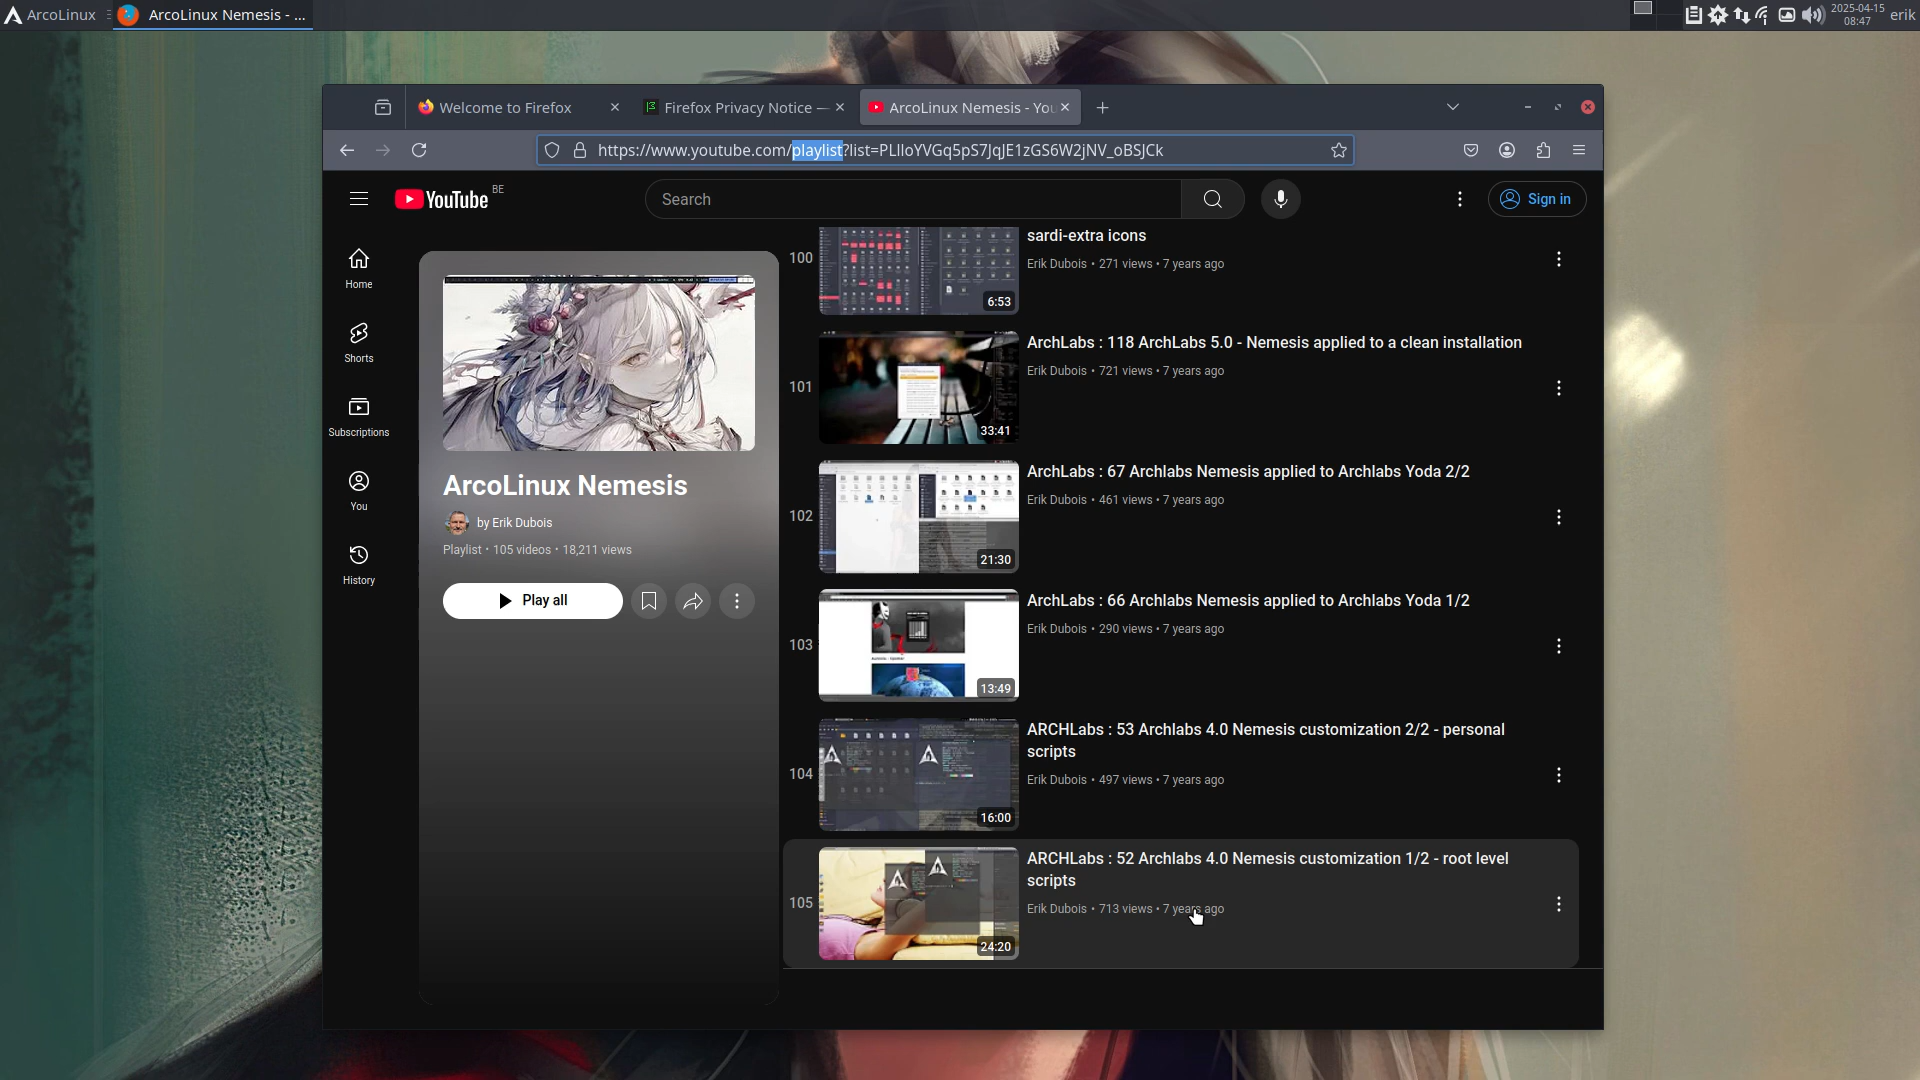 ArcoLinux
ArcoLinux Nemesis - ...
2025-04-15
08:47
erik
Welcome to Firefox
Firefox Privacy Notice —
ArcoLinux Nemesis - You
https://www.youtube.com/playlist?list=PLlloYVGq5pS7JqJE1zGS6W2jNV_oBSJCk
YouTube BE
Search
Sign in
Home
Shorts
Subscriptions
You
History
ArcoLinux Nemesis
by Erik Dubois
Playlist • 105 videos • 18,211 views
Play all
100
6:53
sardi-extra icons
Erik Dubois • 271 views • 7 years ago
101
33:41
ArchLabs : 118 ArchLabs 5.0 - Nemesis applied to a clean installation
Erik Dubois • 721 views • 7 years ago
102
21:30
ArchLabs : 67 Archlabs Nemesis applied to Archlabs Yoda 2/2
Erik Dubois • 461 views • 7 years ago
103
13:49
ArchLabs : 66 Archlabs Nemesis applied to Archlabs Yoda 1/2
Erik Dubois • 290 views • 7 years ago
104
16:00
ARCHLabs : 53 Archlabs 4.0 Nemesis customization 2/2 - personal
scripts
Erik Dubois • 497 views • 7 years ago
105
24:20
ARCHLabs : 52 Archlabs 4.0 Nemesis customization 1/2 - root level
scripts
Erik Dubois • 713 views • 7 years ago